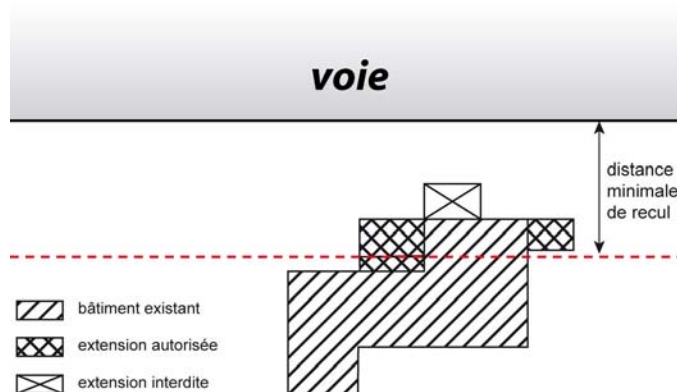 voie
distance
minimale
de recul
bâtiment existant
extension autorisée
extension interdite